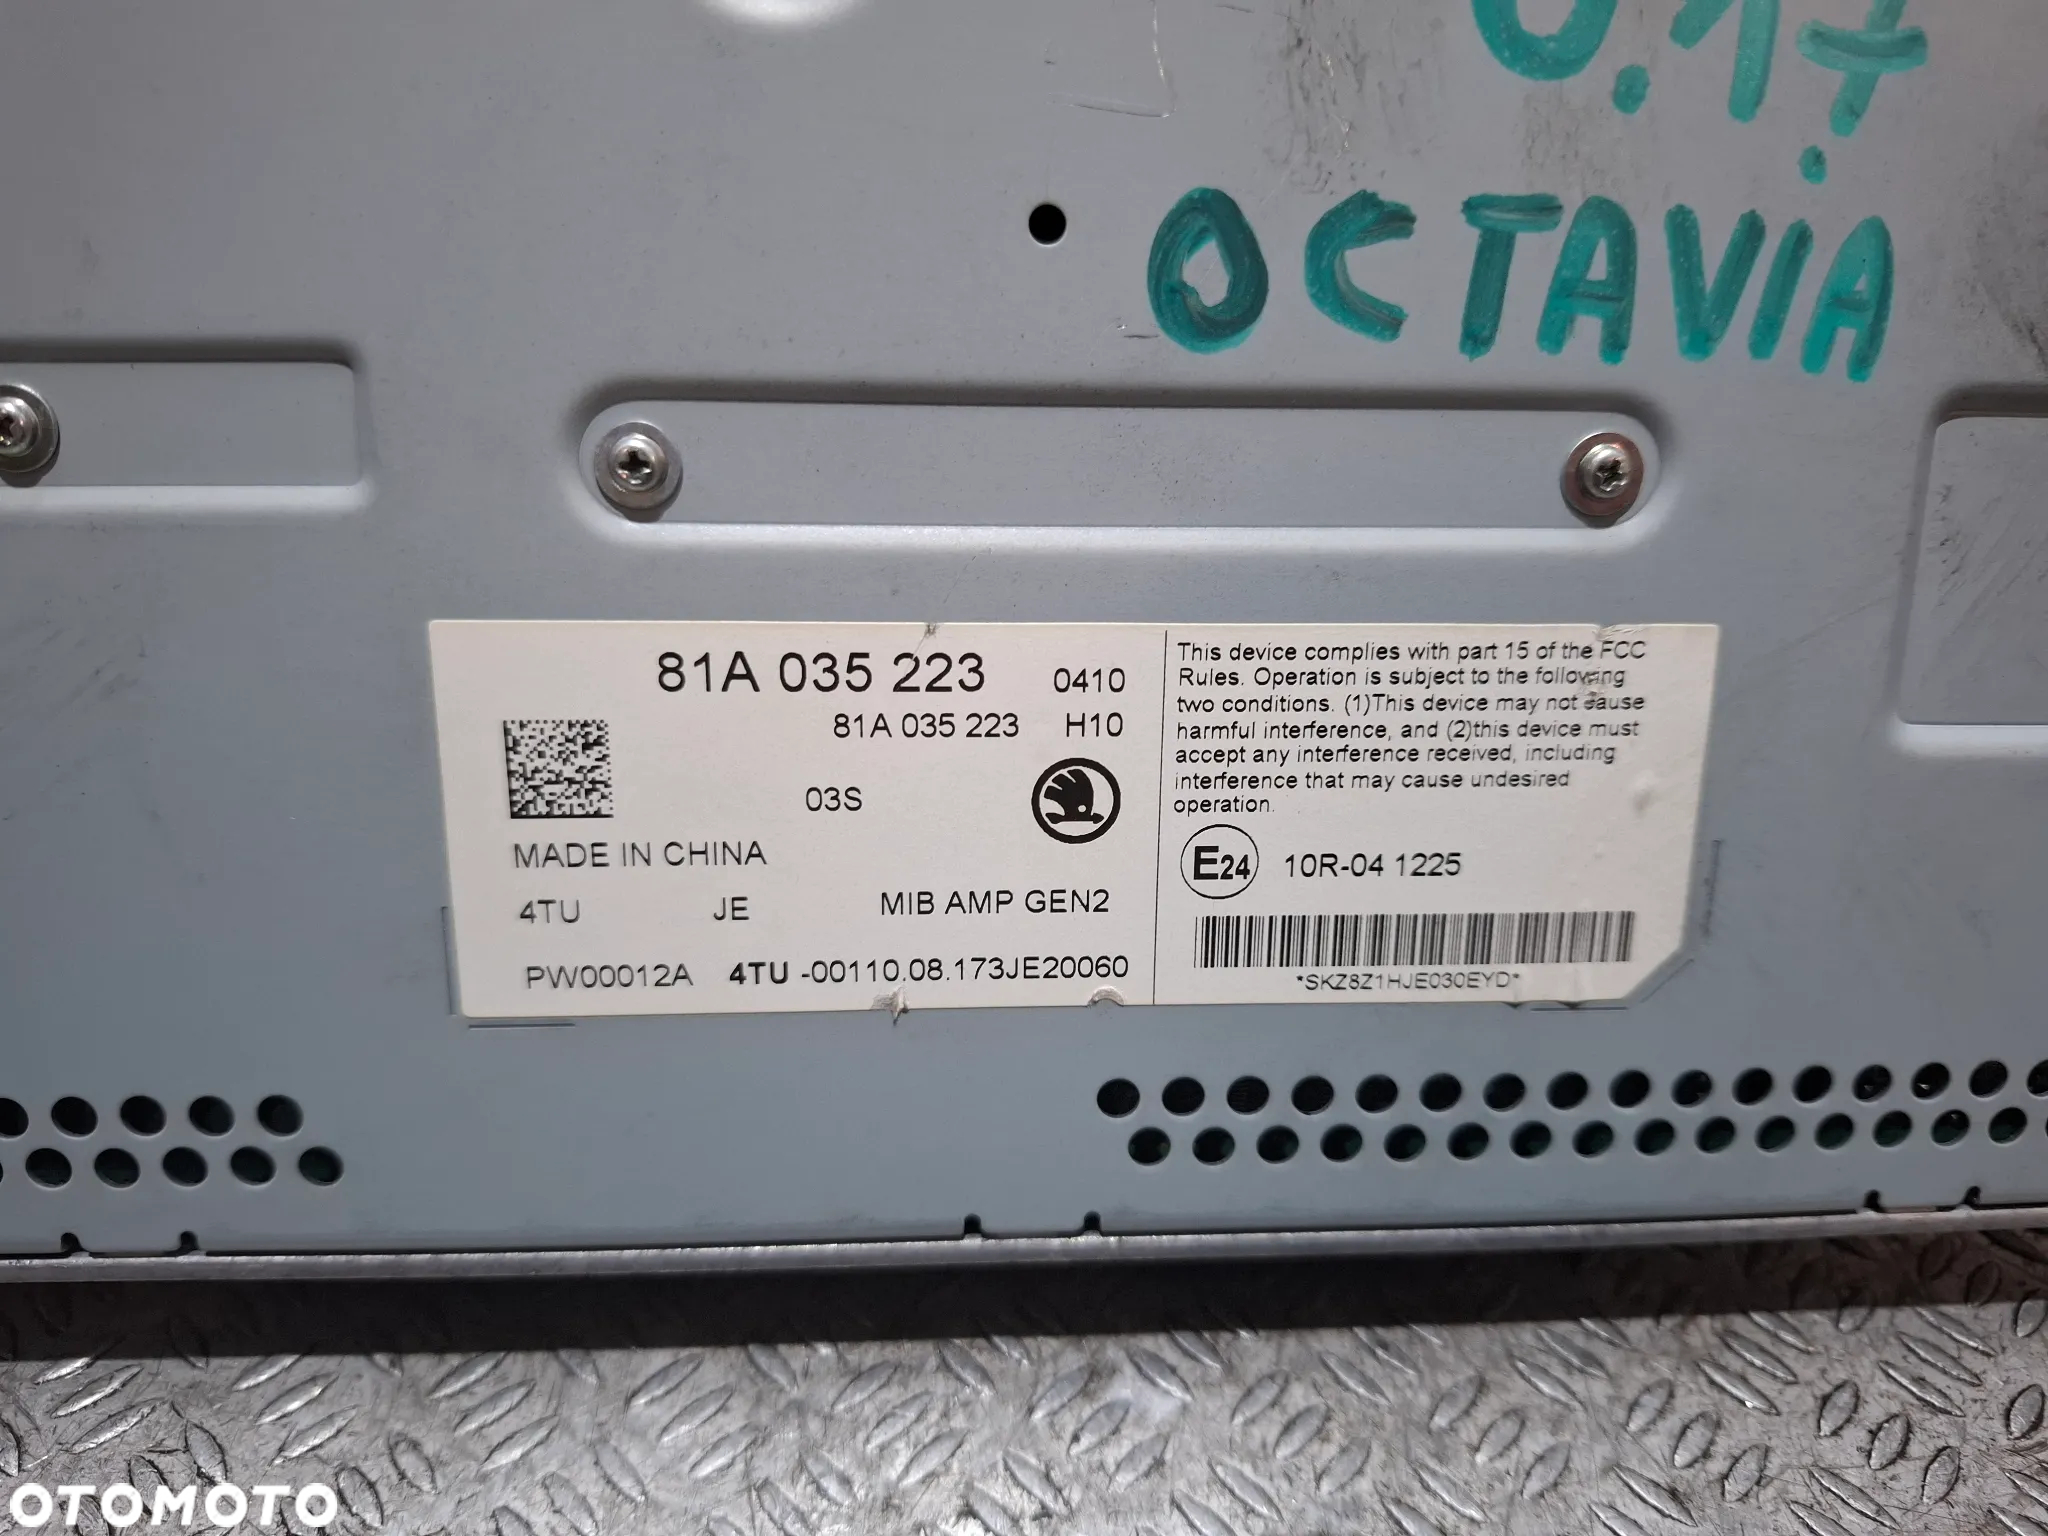 0.17
OCTAVIA
81A 035 223 0410
81A 035 223 H10
03S
MADE IN CHINA
4TU JE MIB AMP GEN2
PW00012A 4TU -00110.08.173JE20060
This device complies with part 15 of the FCC
Rules. Operation is subject to the following
two conditions. (1)This device may not cause
harmful interference, and (2)this device must
accept any interference received, including
interference that may cause undesired
operation.
E24 10R-04 1225
*SKZ8Z1HJE030EYD*
OTOMOTO